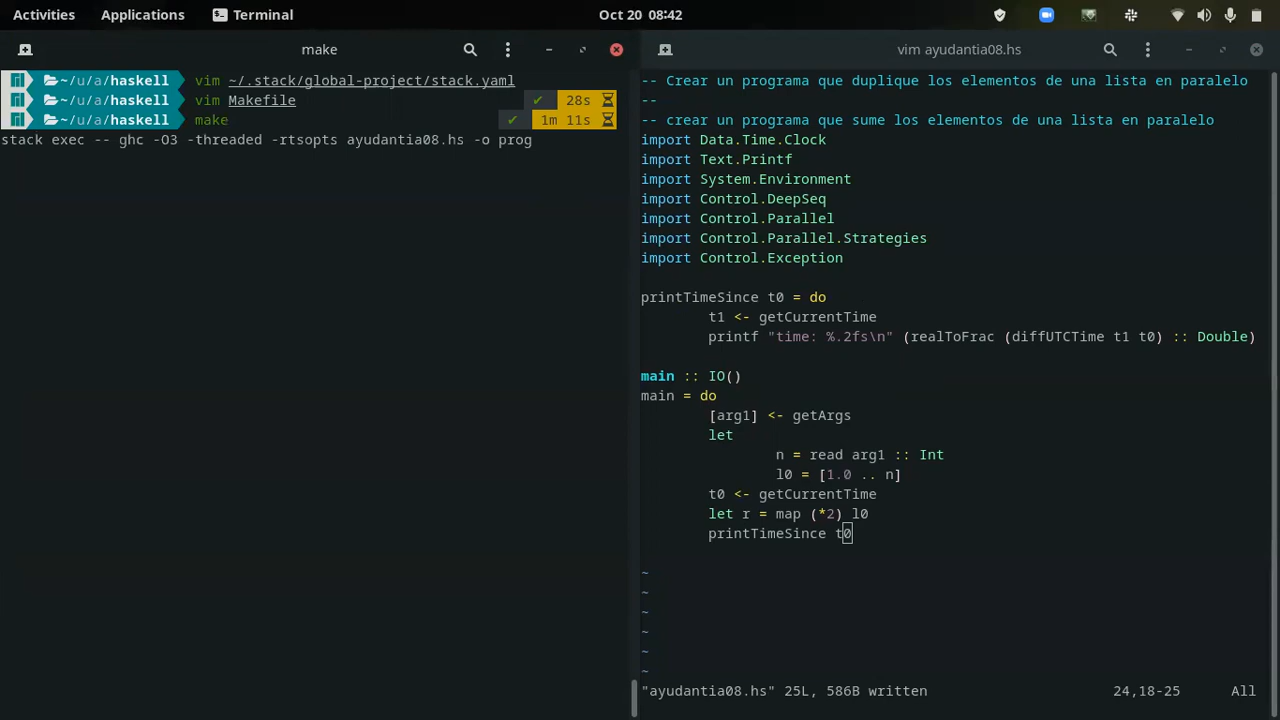 Activities Applications Terminal Oct 20 08:42
make
~/u/a/haskell vim ~/.stack/global-project/stack.yaml
~/u/a/haskell vim Makefile ✔ 28s
~/u/a/haskell make ✔ 1m 11s
stack exec -- ghc -O3 -threaded -rtsopts ayudantia08.hs -o prog
vim ayudantia08.hs
-- Crear un programa que duplique los elementos de una lista en paralelo
--
-- crear un programa que sume los elementos de una lista en paralelo
import Data.Time.Clock
import Text.Printf
import System.Environment
import Control.DeepSeq
import Control.Parallel
import Control.Parallel.Strategies
import Control.Exception
printTimeSince t0 = do
t1 <- getCurrentTime
printf "time: %.2fs\n" (realToFrac (diffUTCTime t1 t0) :: Double)
main :: IO()
main = do
[arg1] <- getArgs
let
n = read arg1 :: Int
l0 = [1.0 .. n]
t0 <- getCurrentTime
let r = map (*2) l0
printTimeSince t0
~
~
~
~
~
~
"ayudantia08.hs" 25L, 586B written 24,18-25 All